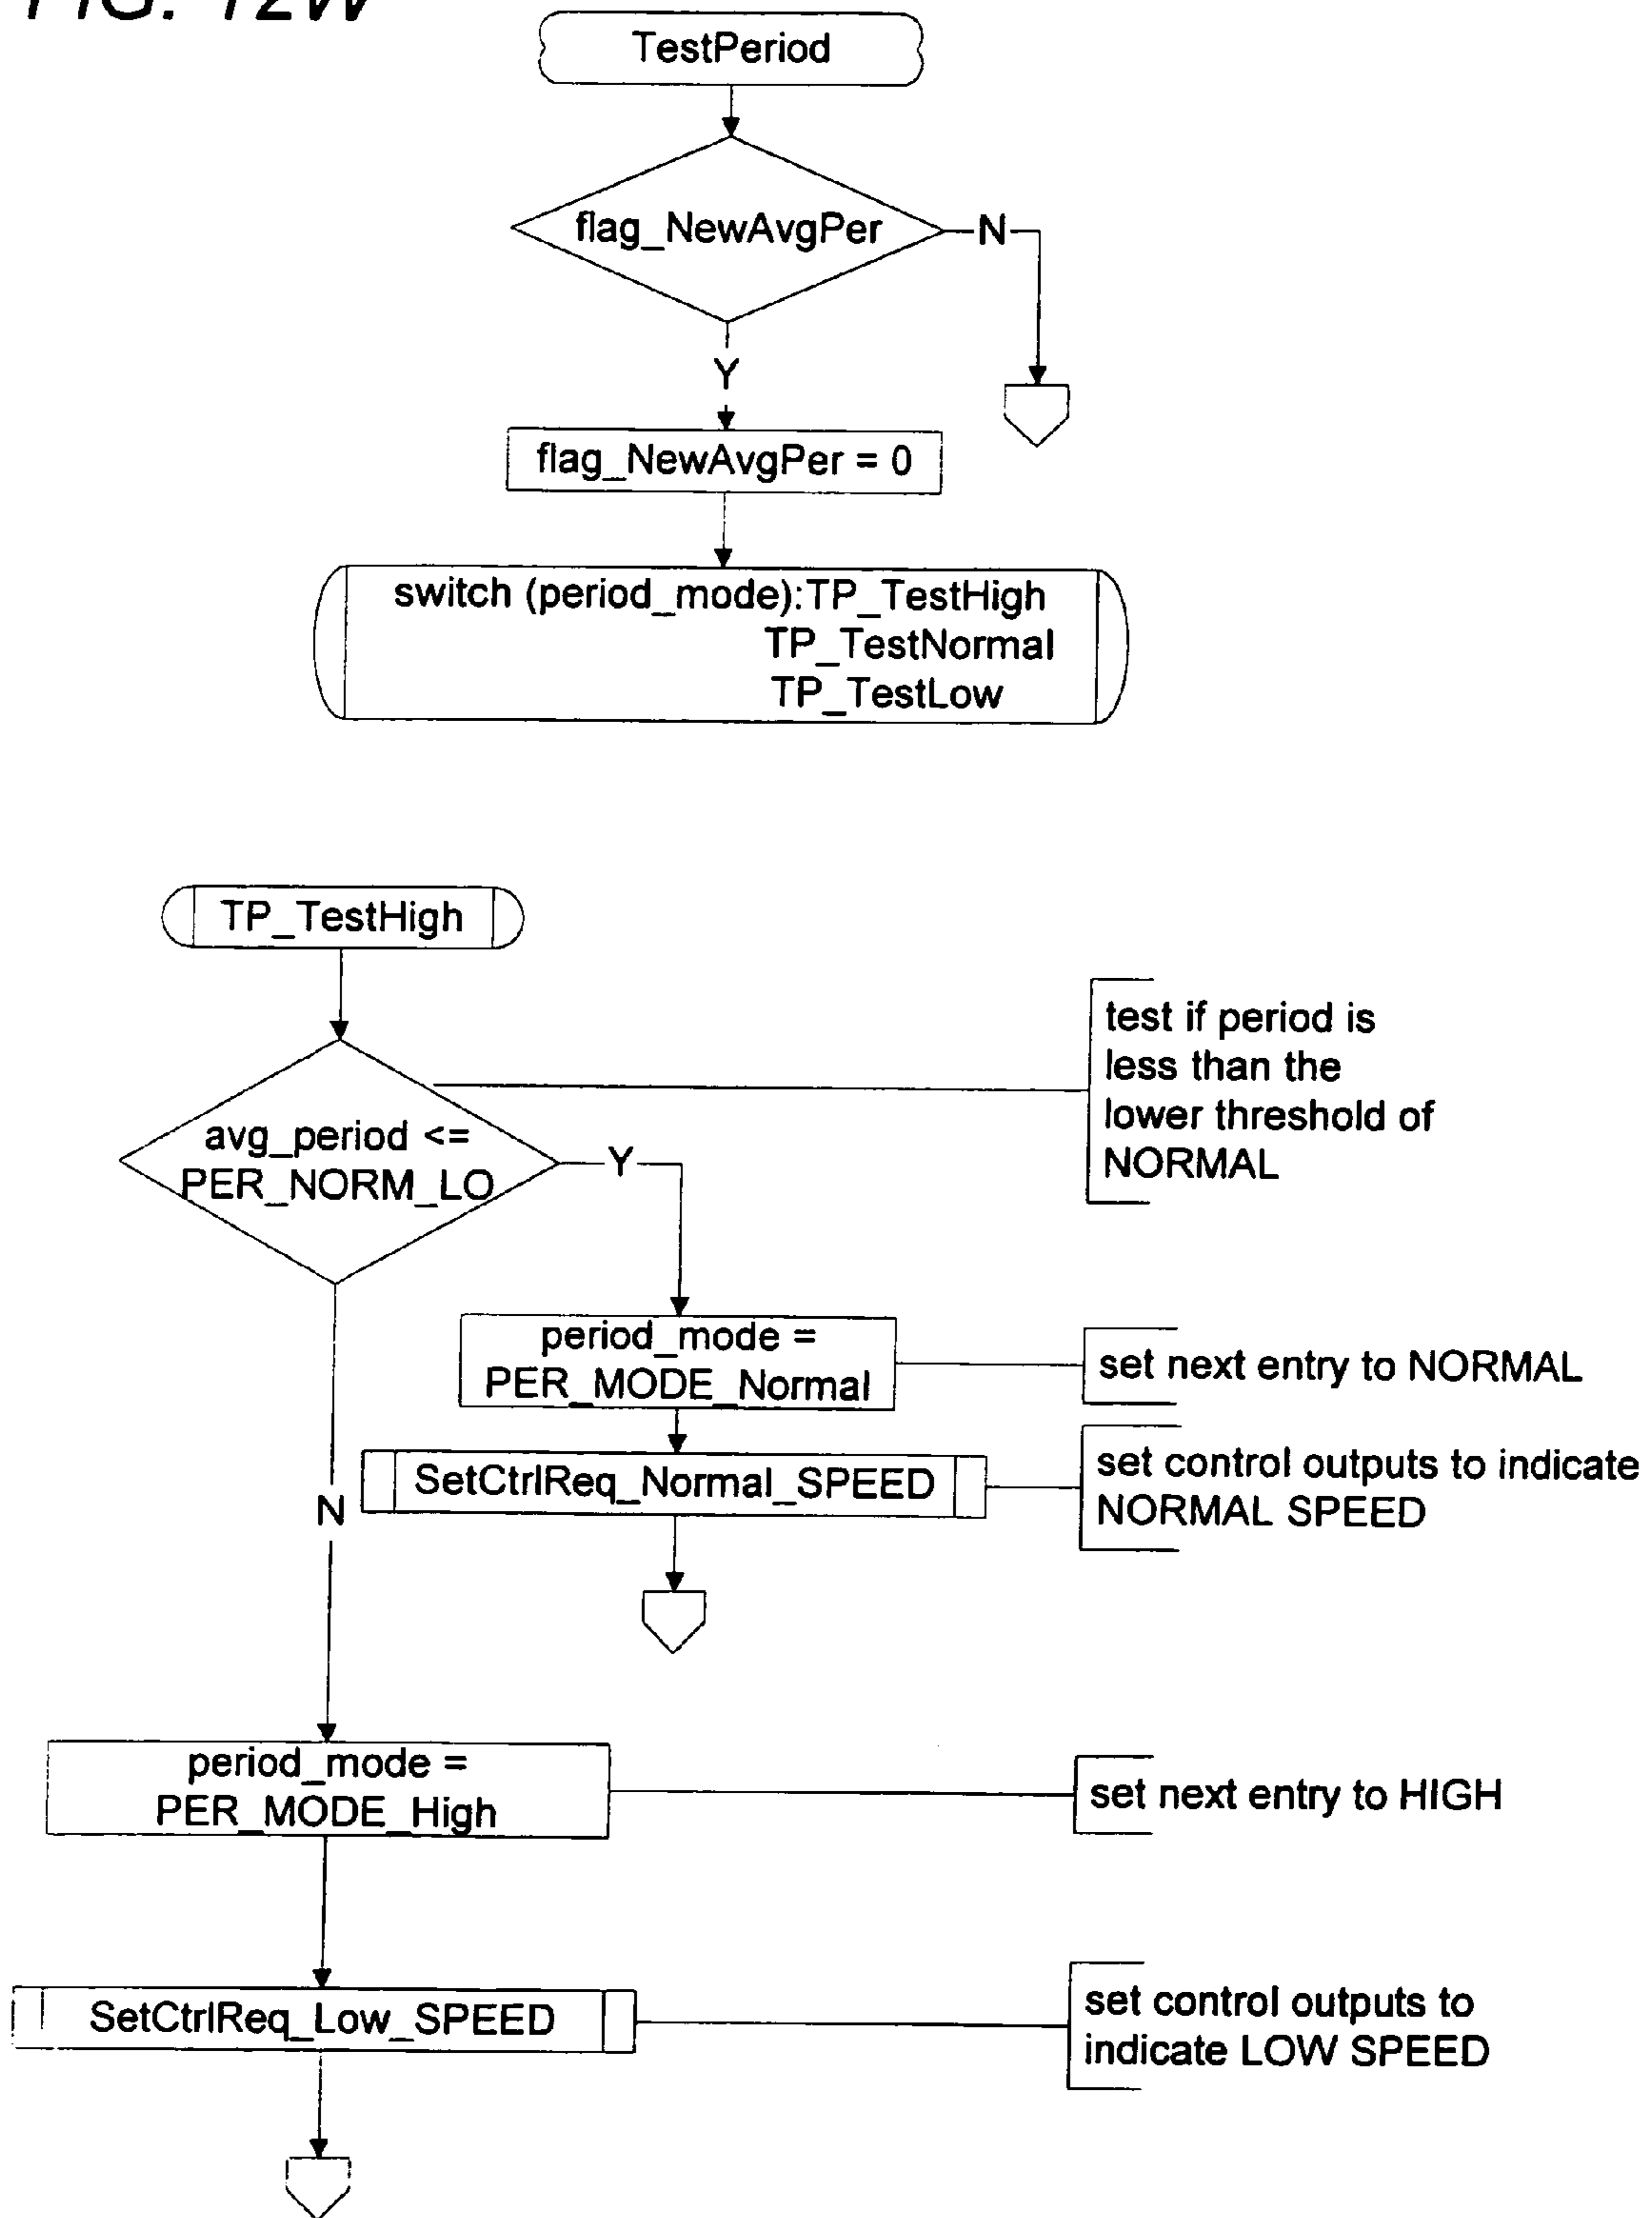 FIG. 12W
TestPeriod
flag_NewAvgPer
N
Y
flag_NewAvgPer = 0
switch (period_mode):TP_TestHigh
TP_TestNormal
TP_TestLow
TP_TestHigh
test if period is
less than the
lower threshold of
NORMAL
avg_period <=
PER_NORM_LO
Y
period_mode =
PER_MODE_Normal
set next entry to NORMAL
SetCtrlReq_Normal_SPEED
set control outputs to indicate
NORMAL SPEED
N
period_mode =
PER_MODE_High
set next entry to HIGH
SetCtrlReq_Low_SPEED
set control outputs to
indicate LOW SPEED